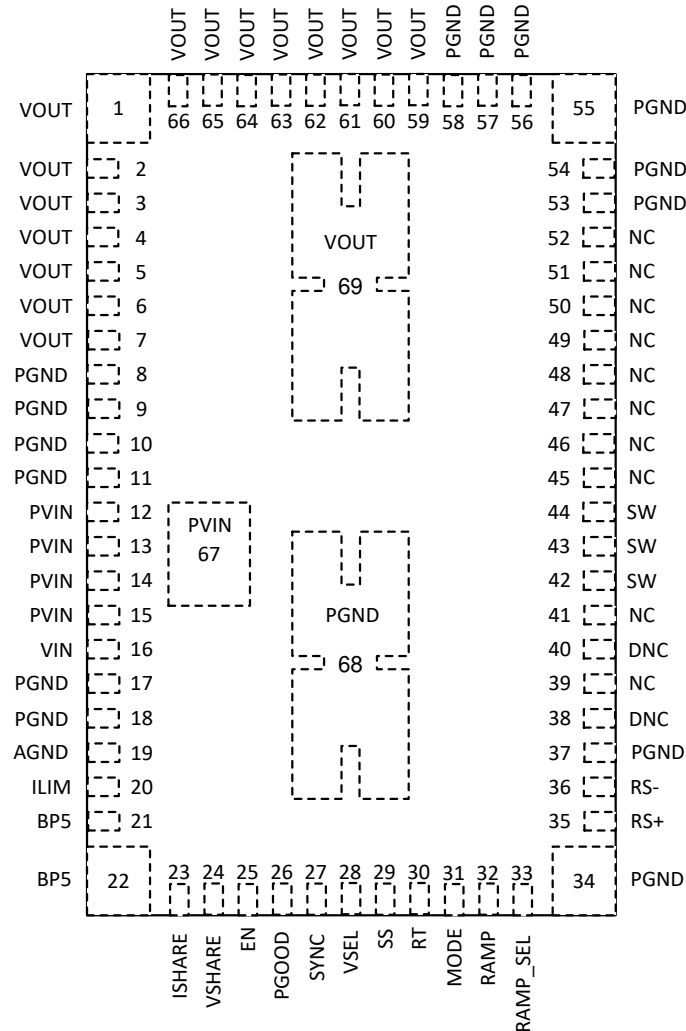 VOUT VOUT VOUT VOUT VOUT VOUT VOUT VOUT PGND PGND PGND
VOUT 1 66 65 64 63 62 61 60 59 58 57 56 55 PGND
VOUT 2 54 PGND
VOUT 3 53 PGND
VOUT 4 VOUT 52 NC
VOUT 5 51 NC
VOUT 6 69 50 NC
VOUT 7 49 NC
PGND 8 48 NC
PGND 9 47 NC
PGND 10 46 NC
PGND 11 45 NC
PVIN 12 PVIN 44 SW
PVIN 13 67 43 SW
PVIN 14 42 SW
PVIN 15 PGND 41 NC
VIN 16 68 40 DNC
PGND 17 39 NC
PGND 18 38 DNC
AGND 19 37 PGND
ILIM 20 36 RS-
BP5 21 35 RS+
BP5 22 23 24 25 26 27 28 29 30 31 32 33 34 PGND
ISHARE VSHARE EN PGOOD SYNC VSEL SS RT MODE RAMP RAMP_SEL